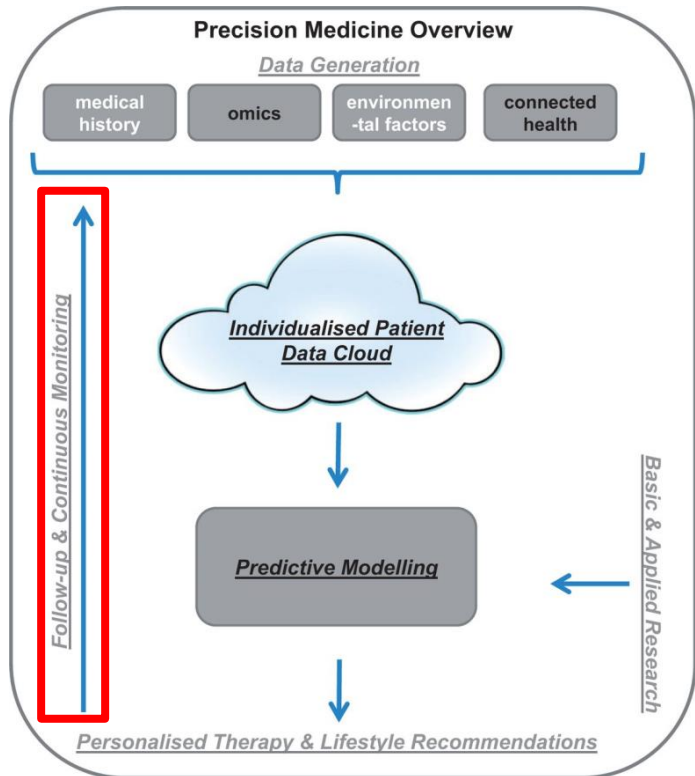 Precision Medicine Overview
Data Generation
medical
history
omics
environmen
-tal factors
connected
health
Individualised Patient
Data Cloud
Follow-up & Continuous Monitoring
Predictive Modelling
Basic & Applied Research
Personalised Therapy & Lifestyle Recommendations